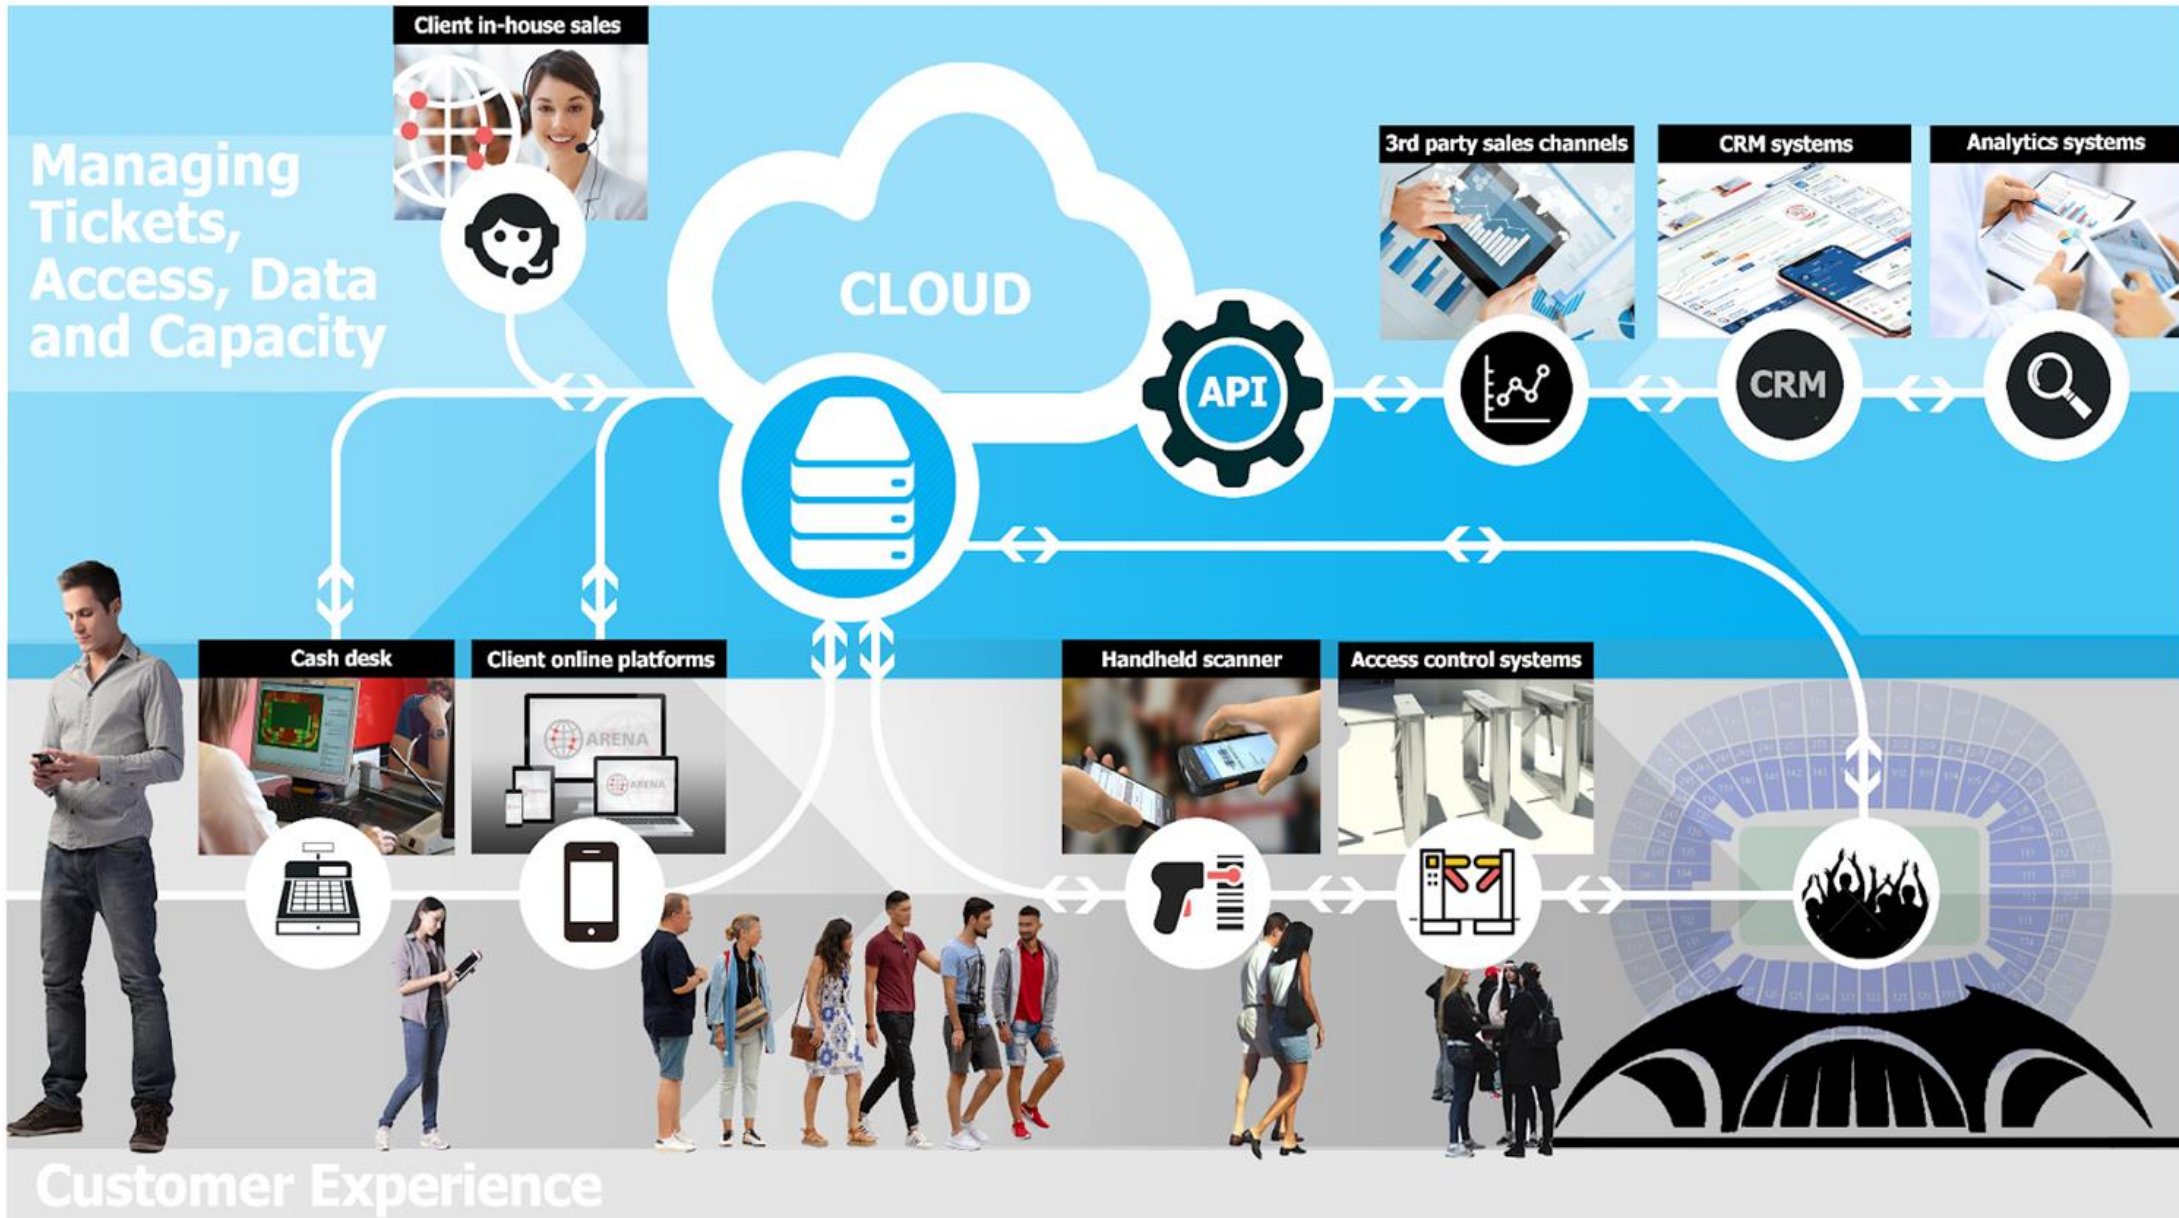 Client in-house sales
Managing
Tickets,
Access, Data
and Capacity
CLOUD
API
3rd party sales channels
CRM systems
Analytics systems
CRM
Cash desk
Client online platforms
ARENA
ARENA
Handheld scanner
Access control systems
Customer Experience